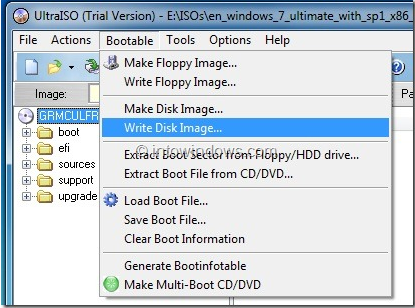 UltraISO (Trial Version) - E:\ISOs\en_windows_7_ultimate_with_sp1_x86_
File Actions Bootable Tools Options Help
Make Floppy Image...
Write Floppy Image...
Image:
Make Disk Image...
GRMCULFR
Write Disk Image...
boot
© intowindows.com
efi
Extract Boot Sector from Floppy/HDD drive...
sources
Extract Boot File from CD/DVD...
support
upgrade
Load Boot File...
Save Boot File...
Clear Boot Information
Generate Bootinfotable
Make Multi-Boot CD/DVD